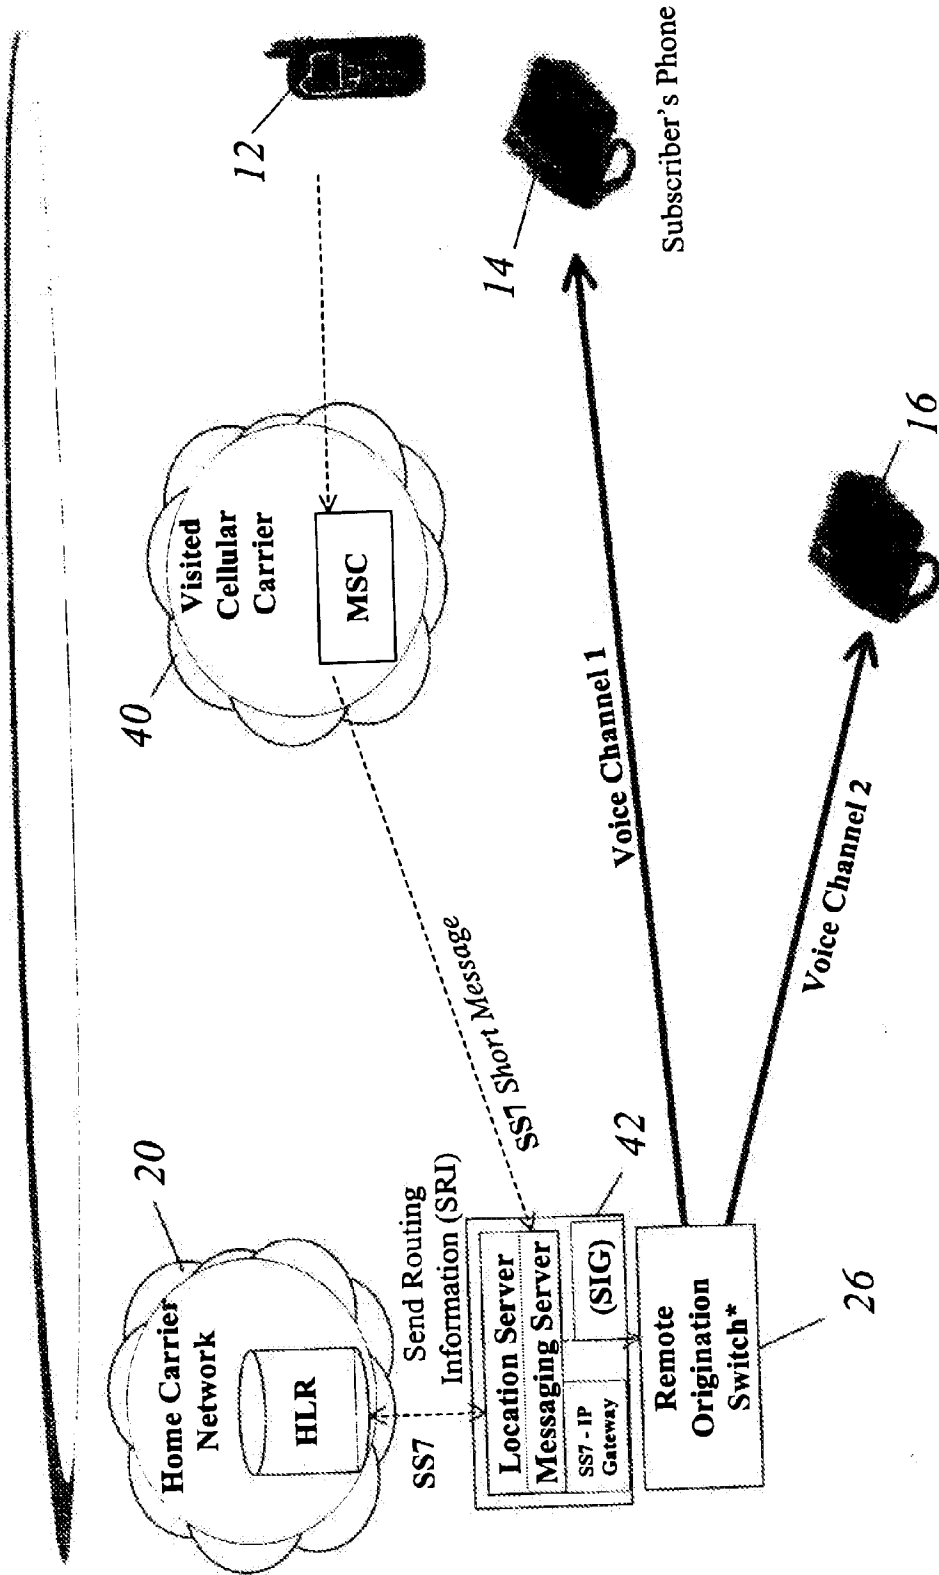 Home Carrier
Network
HLR
20
SS7
Send Routing
Information (SRI)
Location Server
Messaging Server
SS7 - IP
Gateway
(SIG)
42
Remote
Origination
Switch*
26
SS7 Short Message
40
Visited
Cellular
Carrier
MSC
12
14
Subscriber's Phone
Voice Channel 1
Voice Channel 2
16